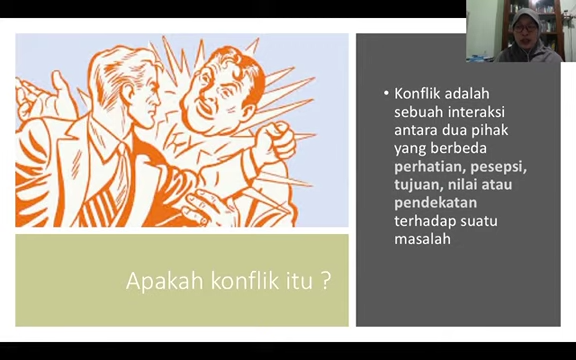 Apakah konflik itu ?
• Konflik adalah
sebuah interaksi
antara dua pihak
yang berbeda
perhatian, pesepsi,
tujuan, nilai atau
pendekatan
terhadap suatu
masalah